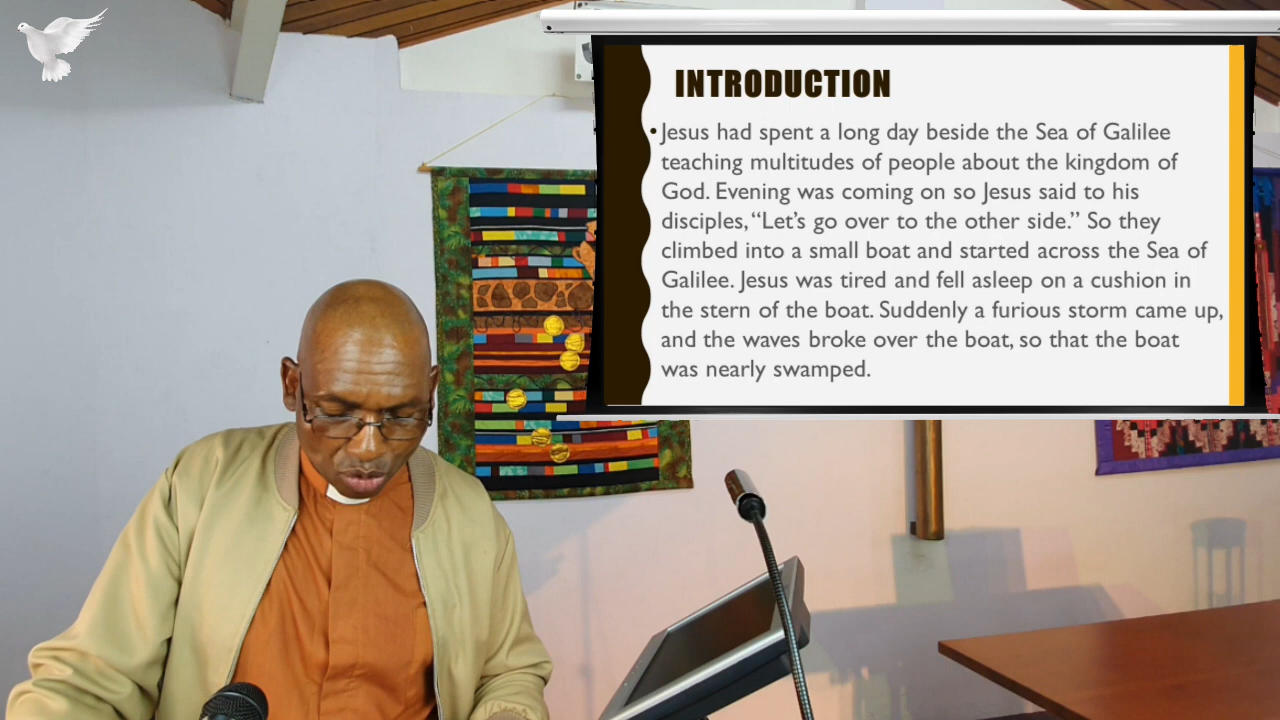 INTRODUCTION
•Jesus had spent a long day beside the Sea of Galilee
teaching multitudes of people about the kingdom of
God. Evening was coming on so Jesus said to his
disciples, “Let’s go over to the other side.” So they
climbed into a small boat and started across the Sea of
Galilee. Jesus was tired and fell asleep on a cushion in
the stern of the boat. Suddenly a furious storm came up,
and the waves broke over the boat, so that the boat
was nearly swamped.